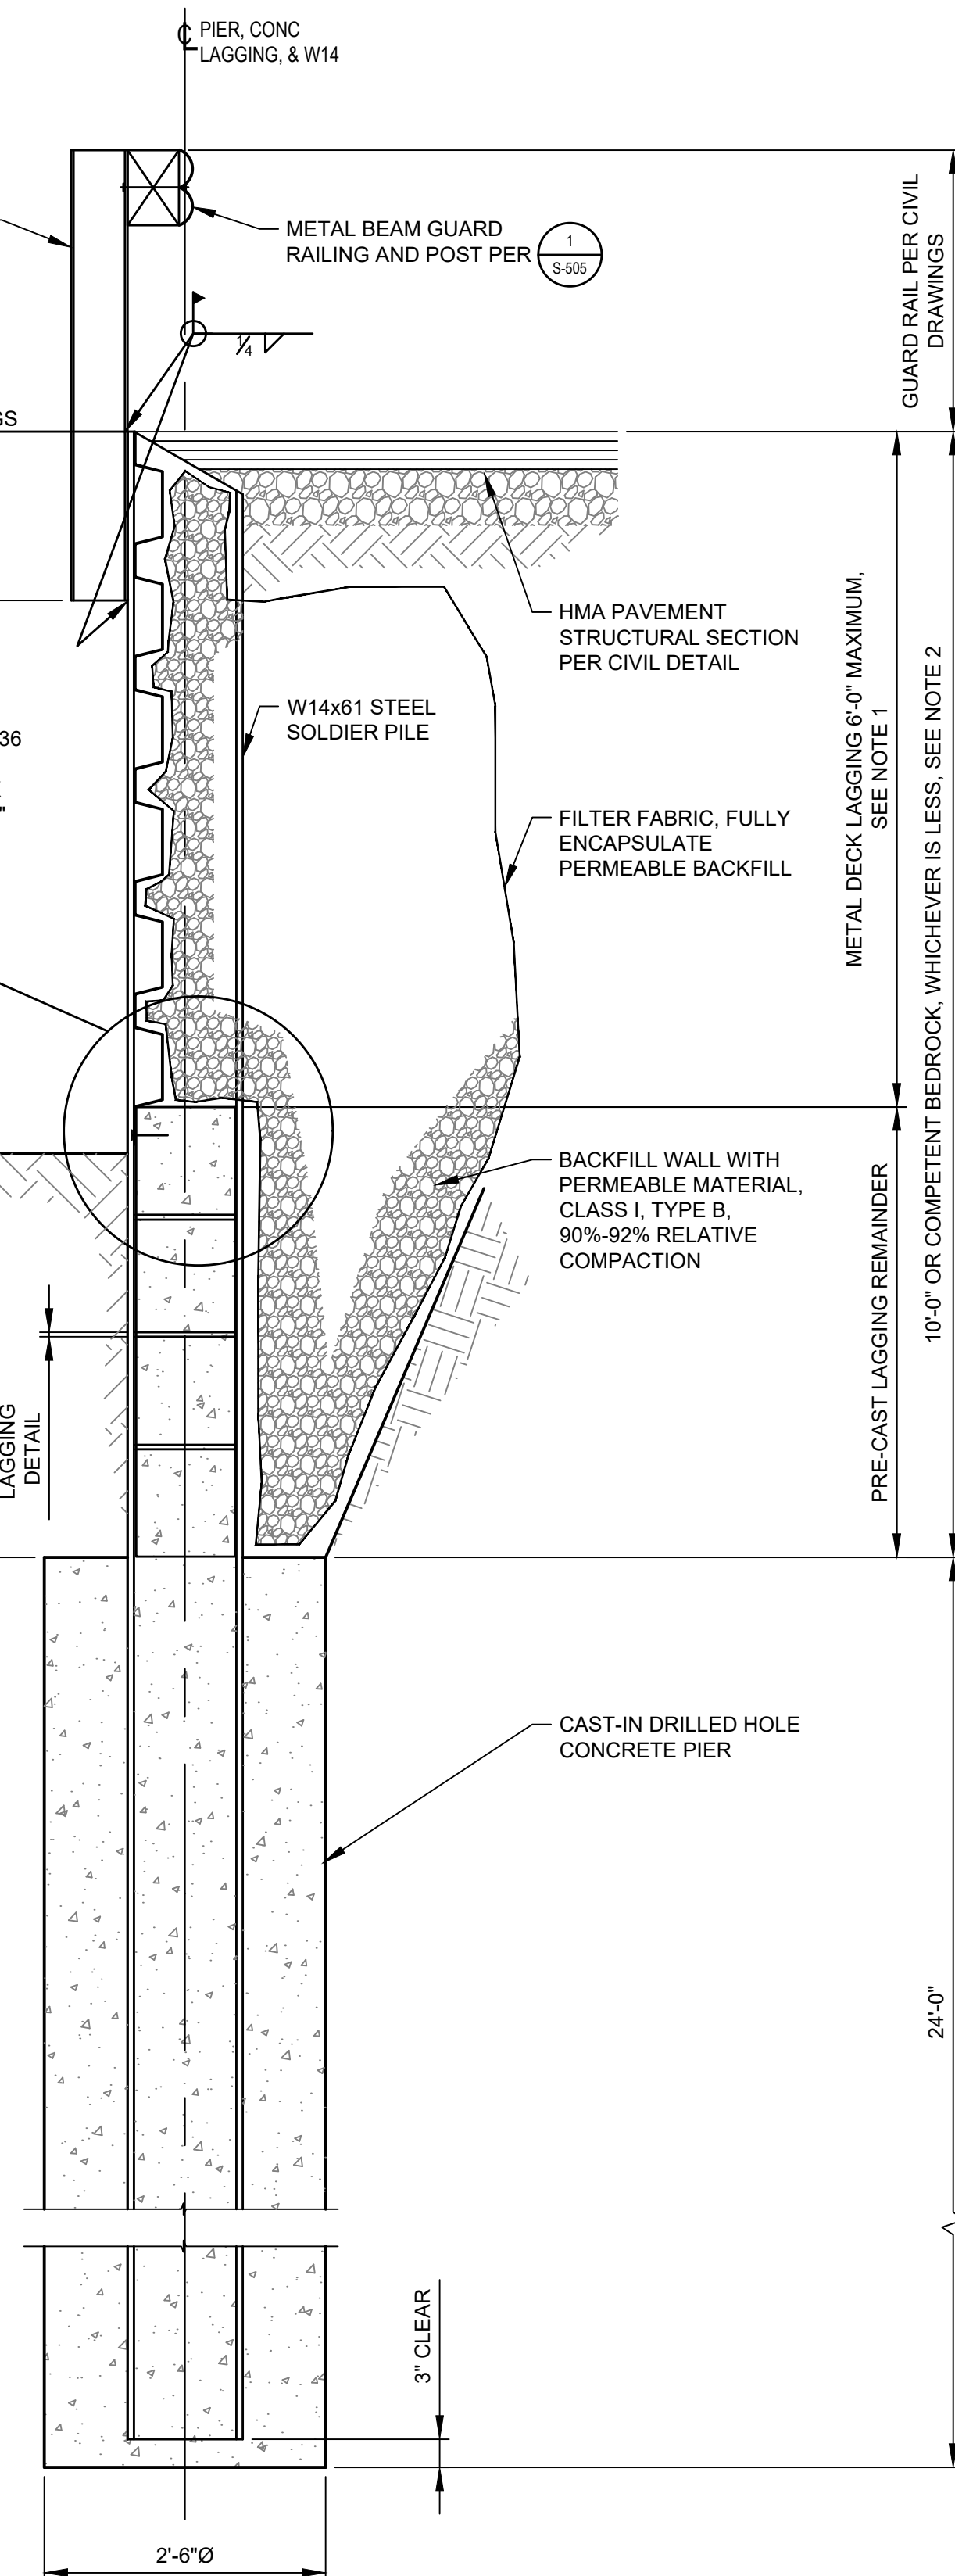 ℄ PIER, CONC
LAGGING, & W14
METAL BEAM GUARD
RAILING AND POST PER
1
S-505
GUARD RAIL PER CIVIL
DRAWINGS
1/4
GS
HMA PAVEMENT
STRUCTURAL SECTION
PER CIVIL DETAIL
W14x61 STEEL
SOLDIER PILE
36
"
FILTER FABRIC, FULLY
ENCAPSULATE
PERMEABLE BACKFILL
METAL DECK LAGGING 6'-0" MAXIMUM,
SEE NOTE 1
10'-0" OR COMPETENT BEDROCK, WHICHEVER IS LESS, SEE NOTE 2
BACKFILL WALL WITH
PERMEABLE MATERIAL,
CLASS I, TYPE B,
90%-92% RELATIVE
COMPACTION
PRE-CAST LAGGING REMAINDER
LAGGING
DETAIL
CAST-IN DRILLED HOLE
CONCRETE PIER
24'-0"
3" CLEAR
2'-6"Ø